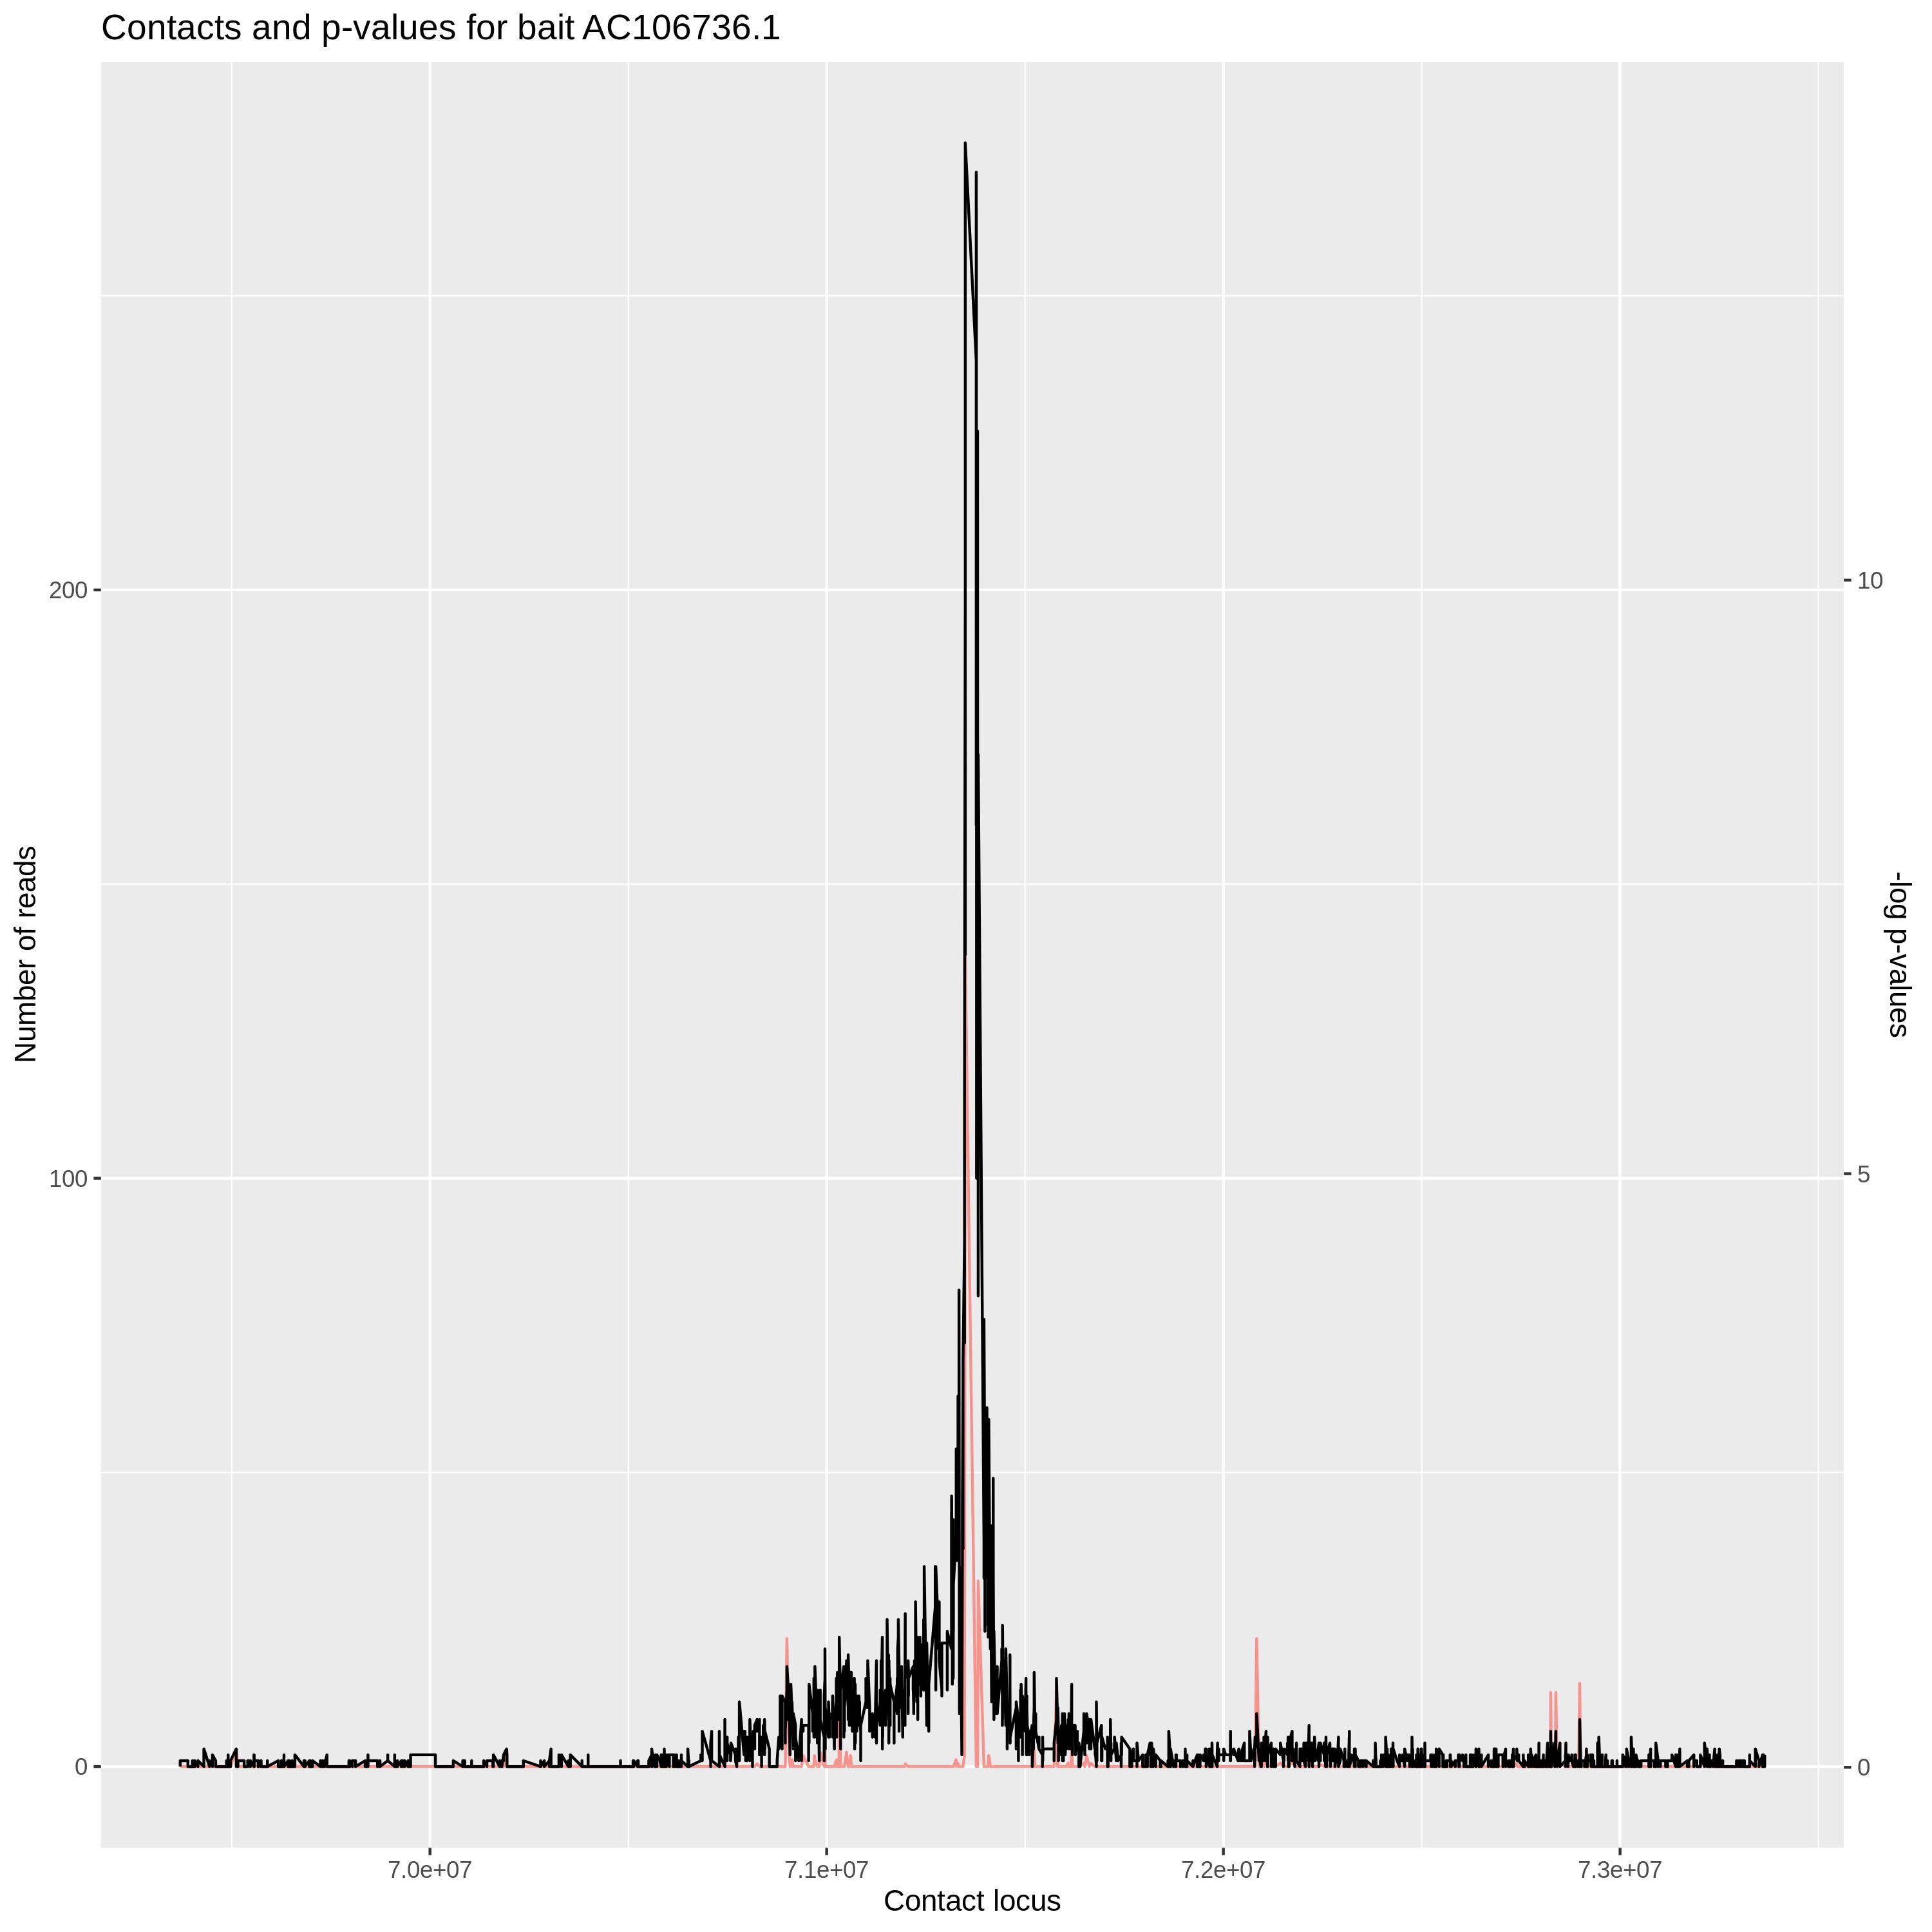 Contacts and p-values for bait AC106736.1
Number of reads
200
100
0
10
5
0
-log p-values
7.0e+07 7.1e+07 7.2e+07 7.3e+07
Contact locus